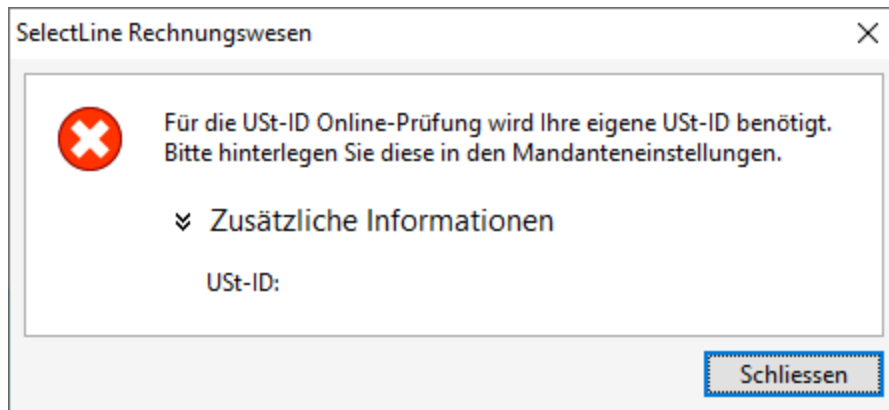 SelectLine Rechnungswesen
Für die USt-ID Online-Prüfung wird Ihre eigene USt-ID benötigt.
Bitte hinterlegen Sie diese in den Mandanteneinstellungen.
Zusätzliche Informationen
USt-ID:
Schliessen